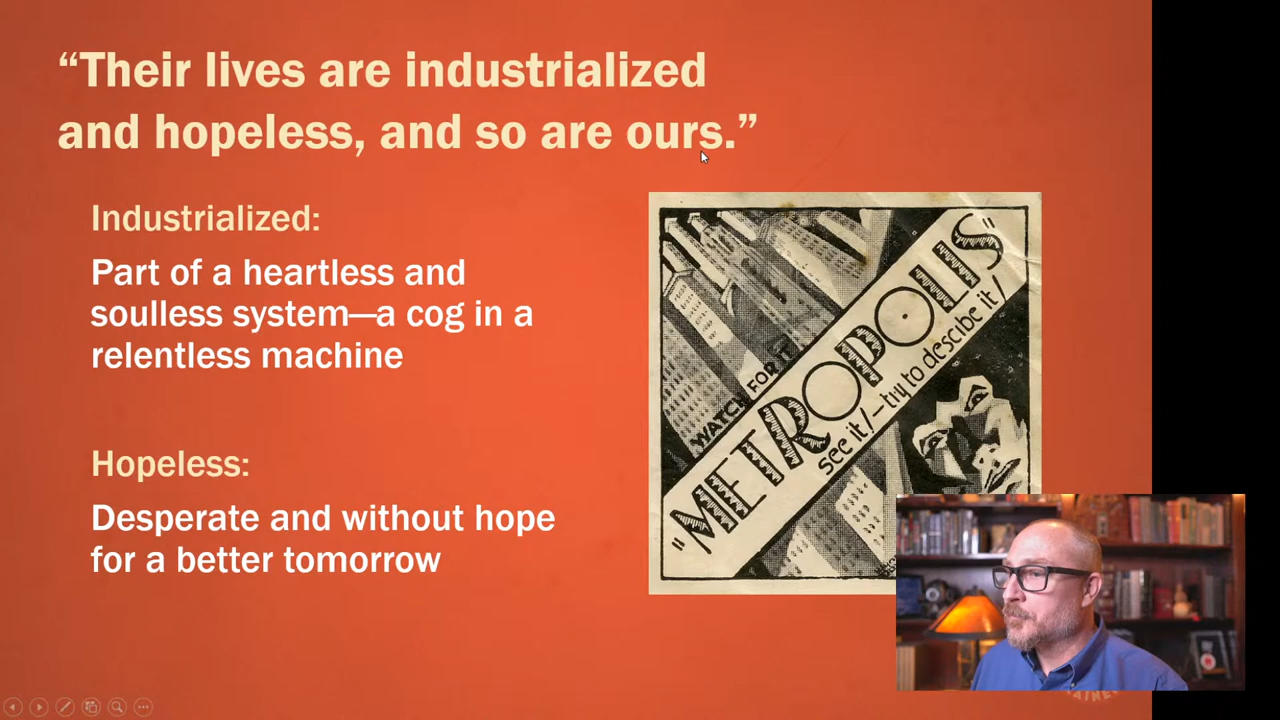 “Their lives are industrialized
and hopeless, and so are ours.”
Industrialized:
Part of a heartless and
soulless system—a cog in a
relentless machine
Hopeless:
Desperate and without hope
for a better tomorrow
WATCH FOR IT
"METROPOLIS"
see it/—try to descibe it/